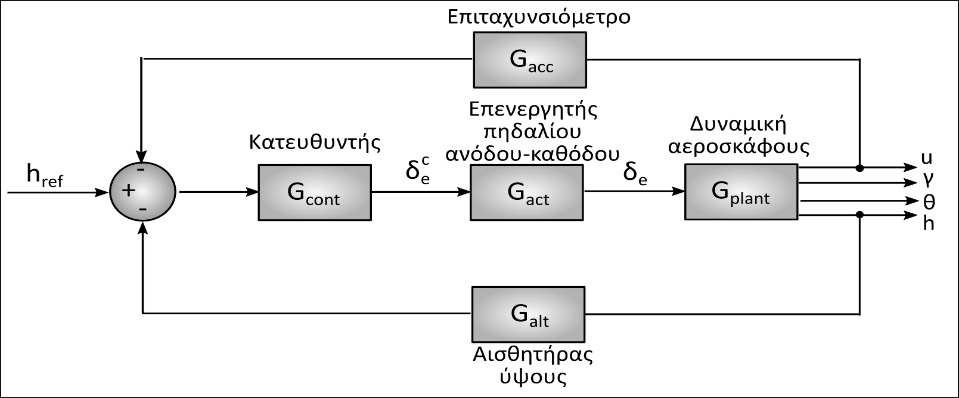 Επιταχυνσιόμετρο
G_acc
Επενεργητής
πηδαλίου
ανόδου-καθόδου
Δυναμική
αεροσκάφους
Κατευθυντής
h_ref
-
+
-
G_cont
δ_e^c
G_act
δ_e
G_plant
u
γ
θ
h
G_alt
Αισθητήρας
ύψους